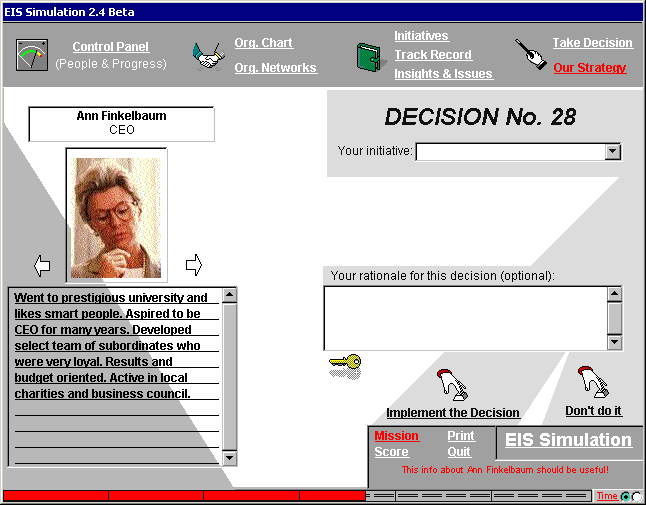 EIS Simulation 2.4 Beta
Control Panel
(People & Progress)
Org. Chart
Org. Networks
Initiatives
Track Record
Insights & Issues
Take Decision
Our Strategy
Ann Finkelbaum
CEO
DECISION No. 28
Your initiative:
Went to prestigious university and
likes smart people. Aspired to be
CEO for many years. Developed
select team of subordinates who
were very loyal. Results and
budget oriented. Active in local
charities and business council.
Your rationale for this decision (optional):
Implement the Decision
Don't do it
Mission
Print
Score
Quit
EIS Simulation
This info about Ann Finkelbaum should be useful!
Time